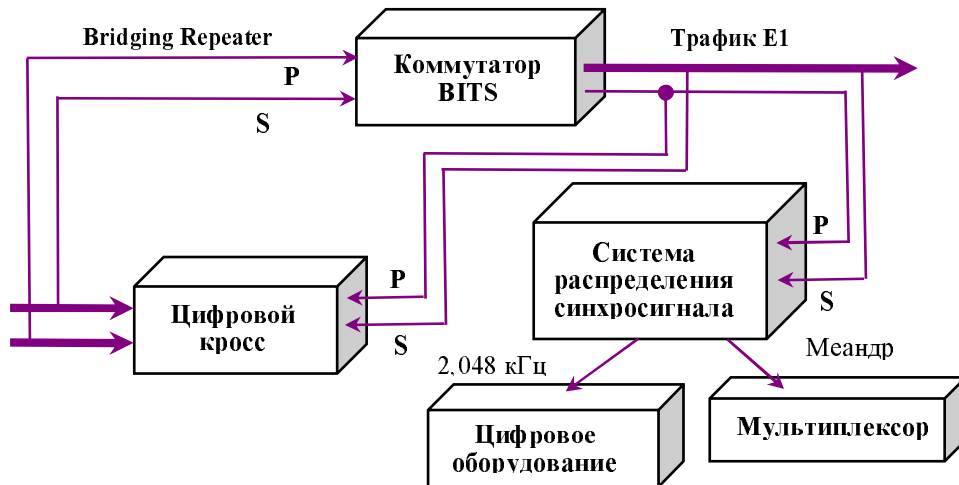 Bridging Repeater
Трафик E1
Коммутатор
BITS
P
S
P
S
Система
распределения
синхросигнала
P
S
Цифровой
кросс
2,048 кГц
Меандр
Цифровое
оборудование
Мультиплексор